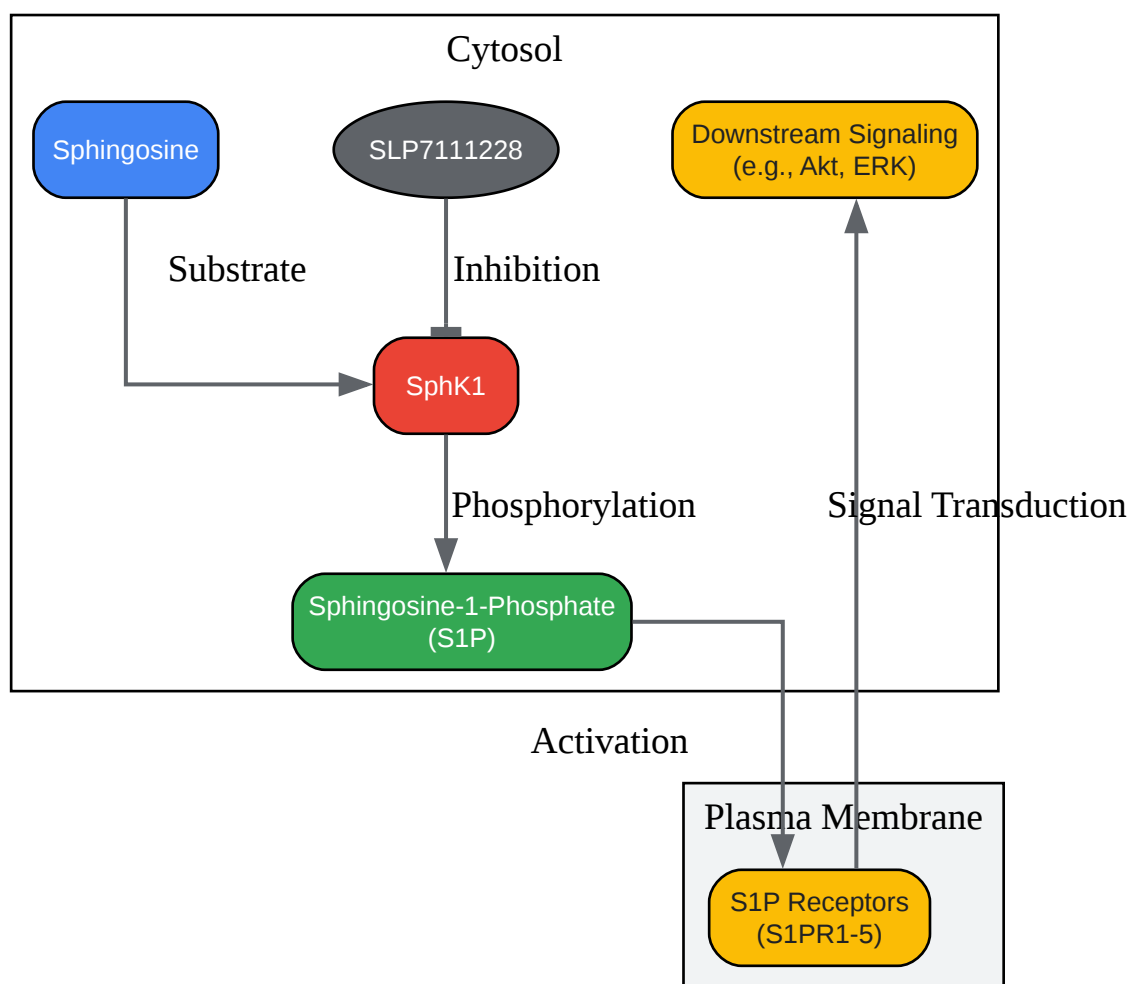 Cytosol
Sphingosine
SLP7111228
Downstream Signaling
(e.g., Akt, ERK)
Substrate
Inhibition
SphK1
Phosphorylation
Signal Transduction
Sphingosine-1-Phosphate
(S1P)
Activation
Plasma Membrane
S1P Receptors
(S1PR1-5)